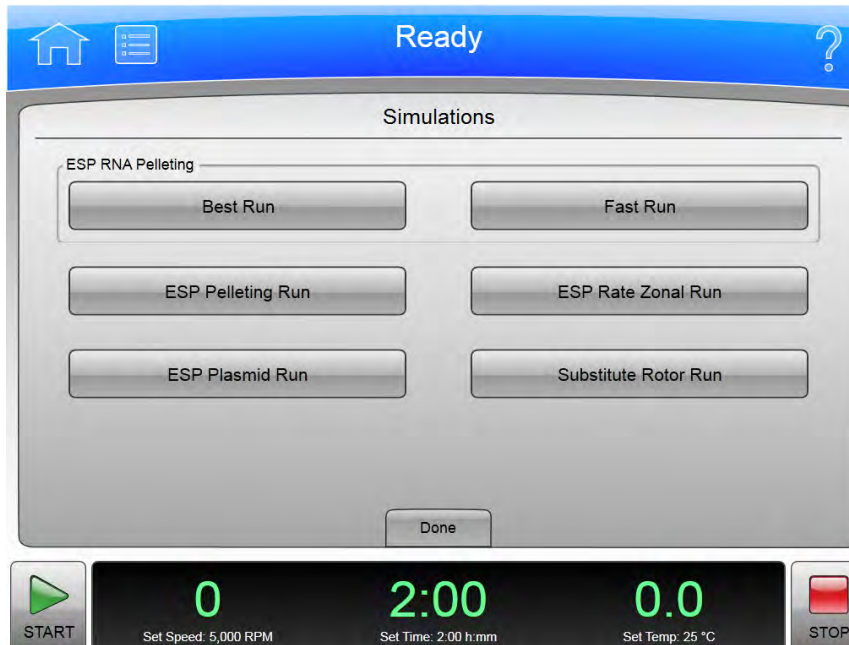 Ready
?
Simulations
ESP RNA Pelleting
Best Run
Fast Run
ESP Pelleting Run
ESP Rate Zonal Run
ESP Plasmid Run
Substitute Rotor Run
Done
START
0
Set Speed: 5,000 RPM
2:00
Set Time: 2:00 h:mm
0.0
Set Temp: 25 °C
STOP